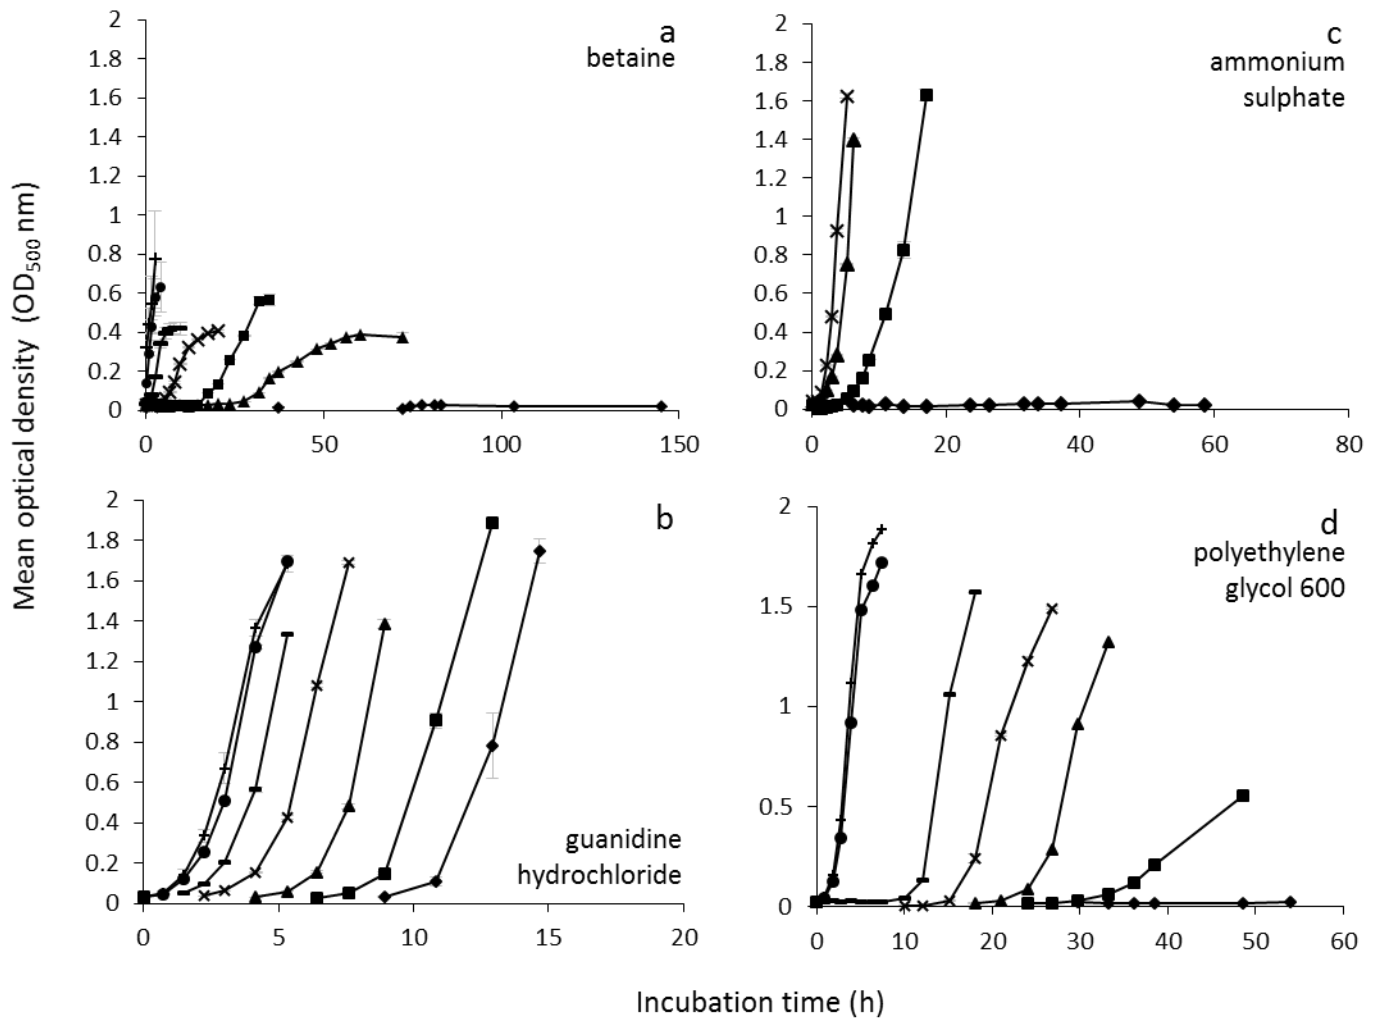 Mean optical density (OD500 nm)
a
betaine
2
1.8
1.6
1.4
1.2
1
0.8
0.6
0.4
0.2
0
0 50 100 150
c
ammonium
sulphate
2
1.8
1.6
1.4
1.2
1
0.8
0.6
0.4
0.2
0
0 20 40 60 80
b
guanidine
hydrochloride
2
1.8
1.6
1.4
1.2
1
0.8
0.6
0.4
0.2
0
0 5 10 15 20
d
polyethylene
glycol 600
2
1.5
1
0.5
0
0 10 20 30 40 50 60
Incubation time (h)